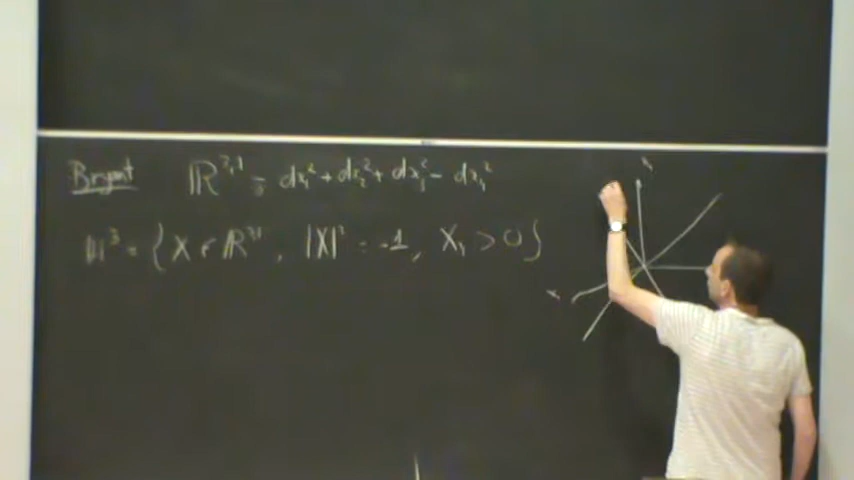 Bryant ℝ^{3,1} = dx₁² + dx₂² + dx₃² - dx₄²
ℍ³ = { X ∈ ℝ^{3,1}, |X|² = -1, X₄ > 0 }